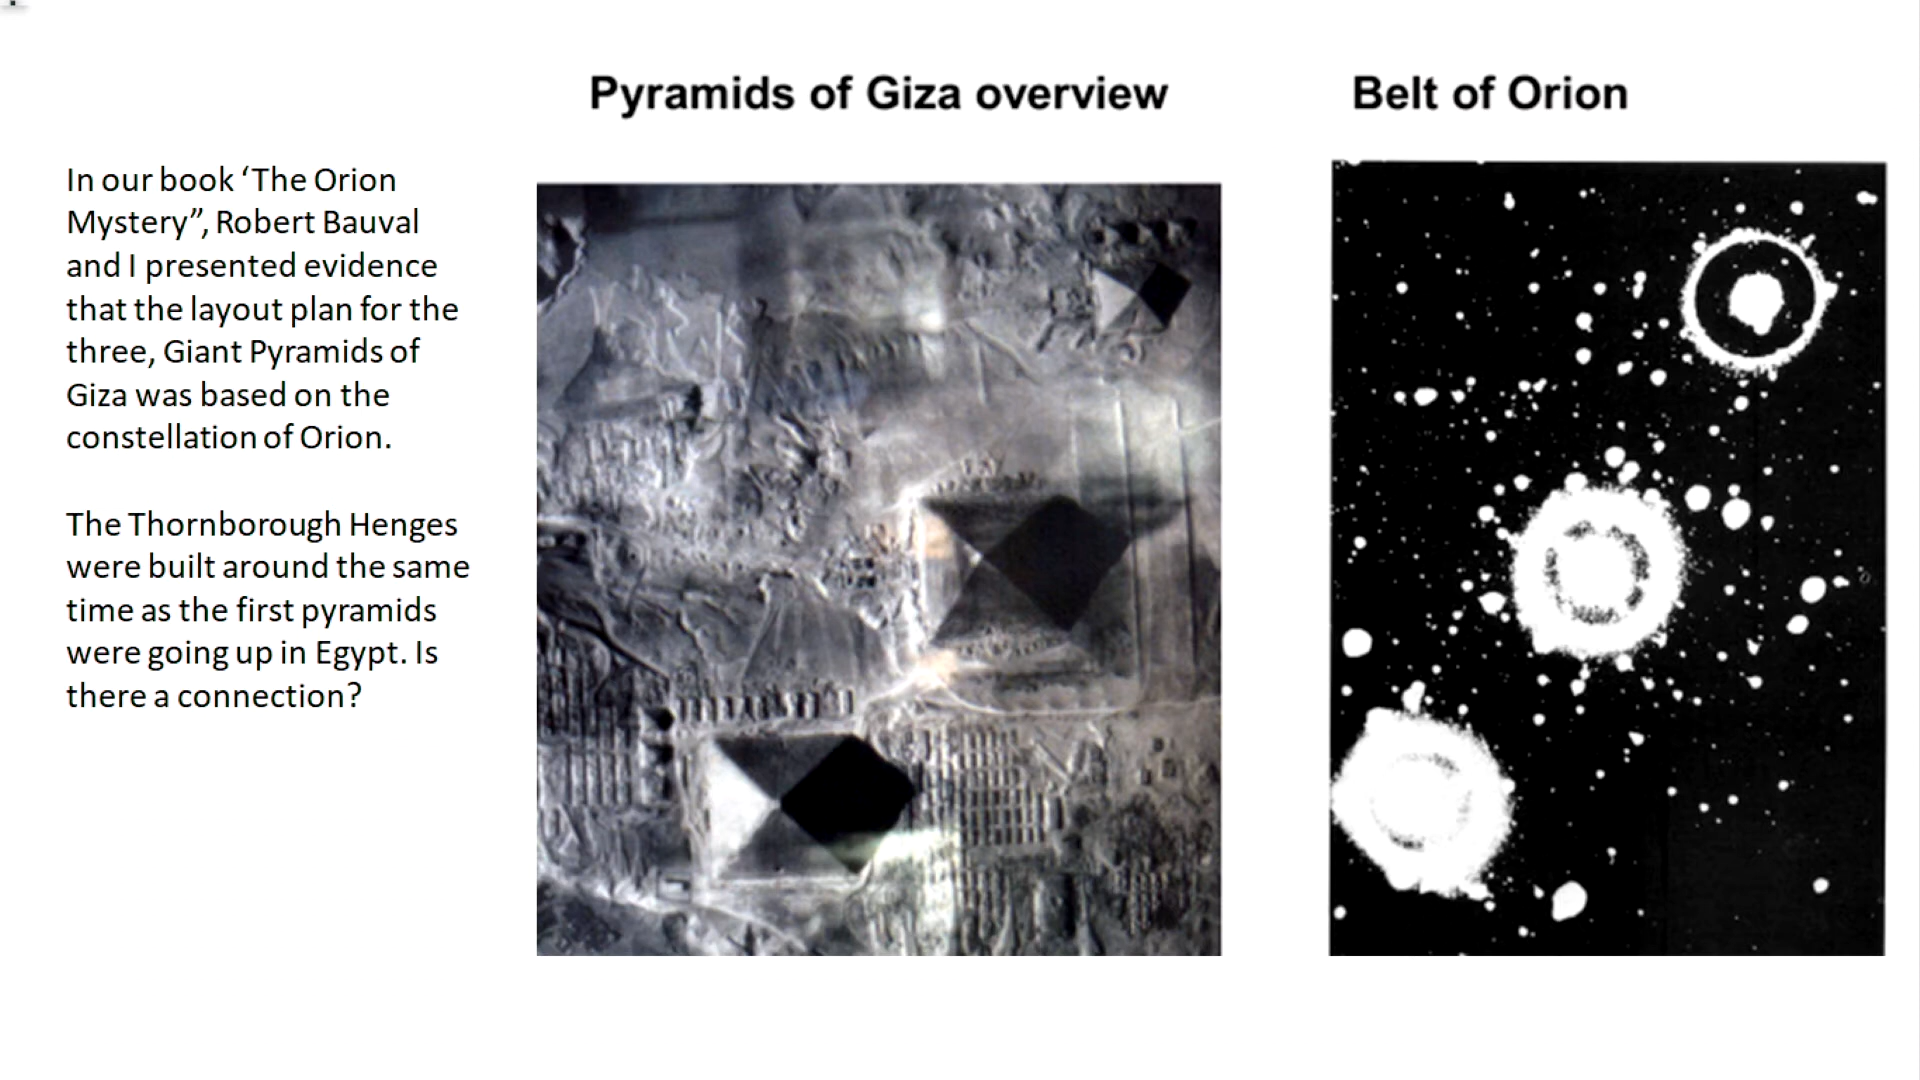 Pyramids of Giza overview
Belt of Orion
In our book ‘The Orion
Mystery”, Robert Bauval
and I presented evidence
that the layout plan for the
three, Giant Pyramids of
Giza was based on the
constellation of Orion.
The Thornborough Henges
were built around the same
time as the first pyramids
were going up in Egypt. Is
there a connection?